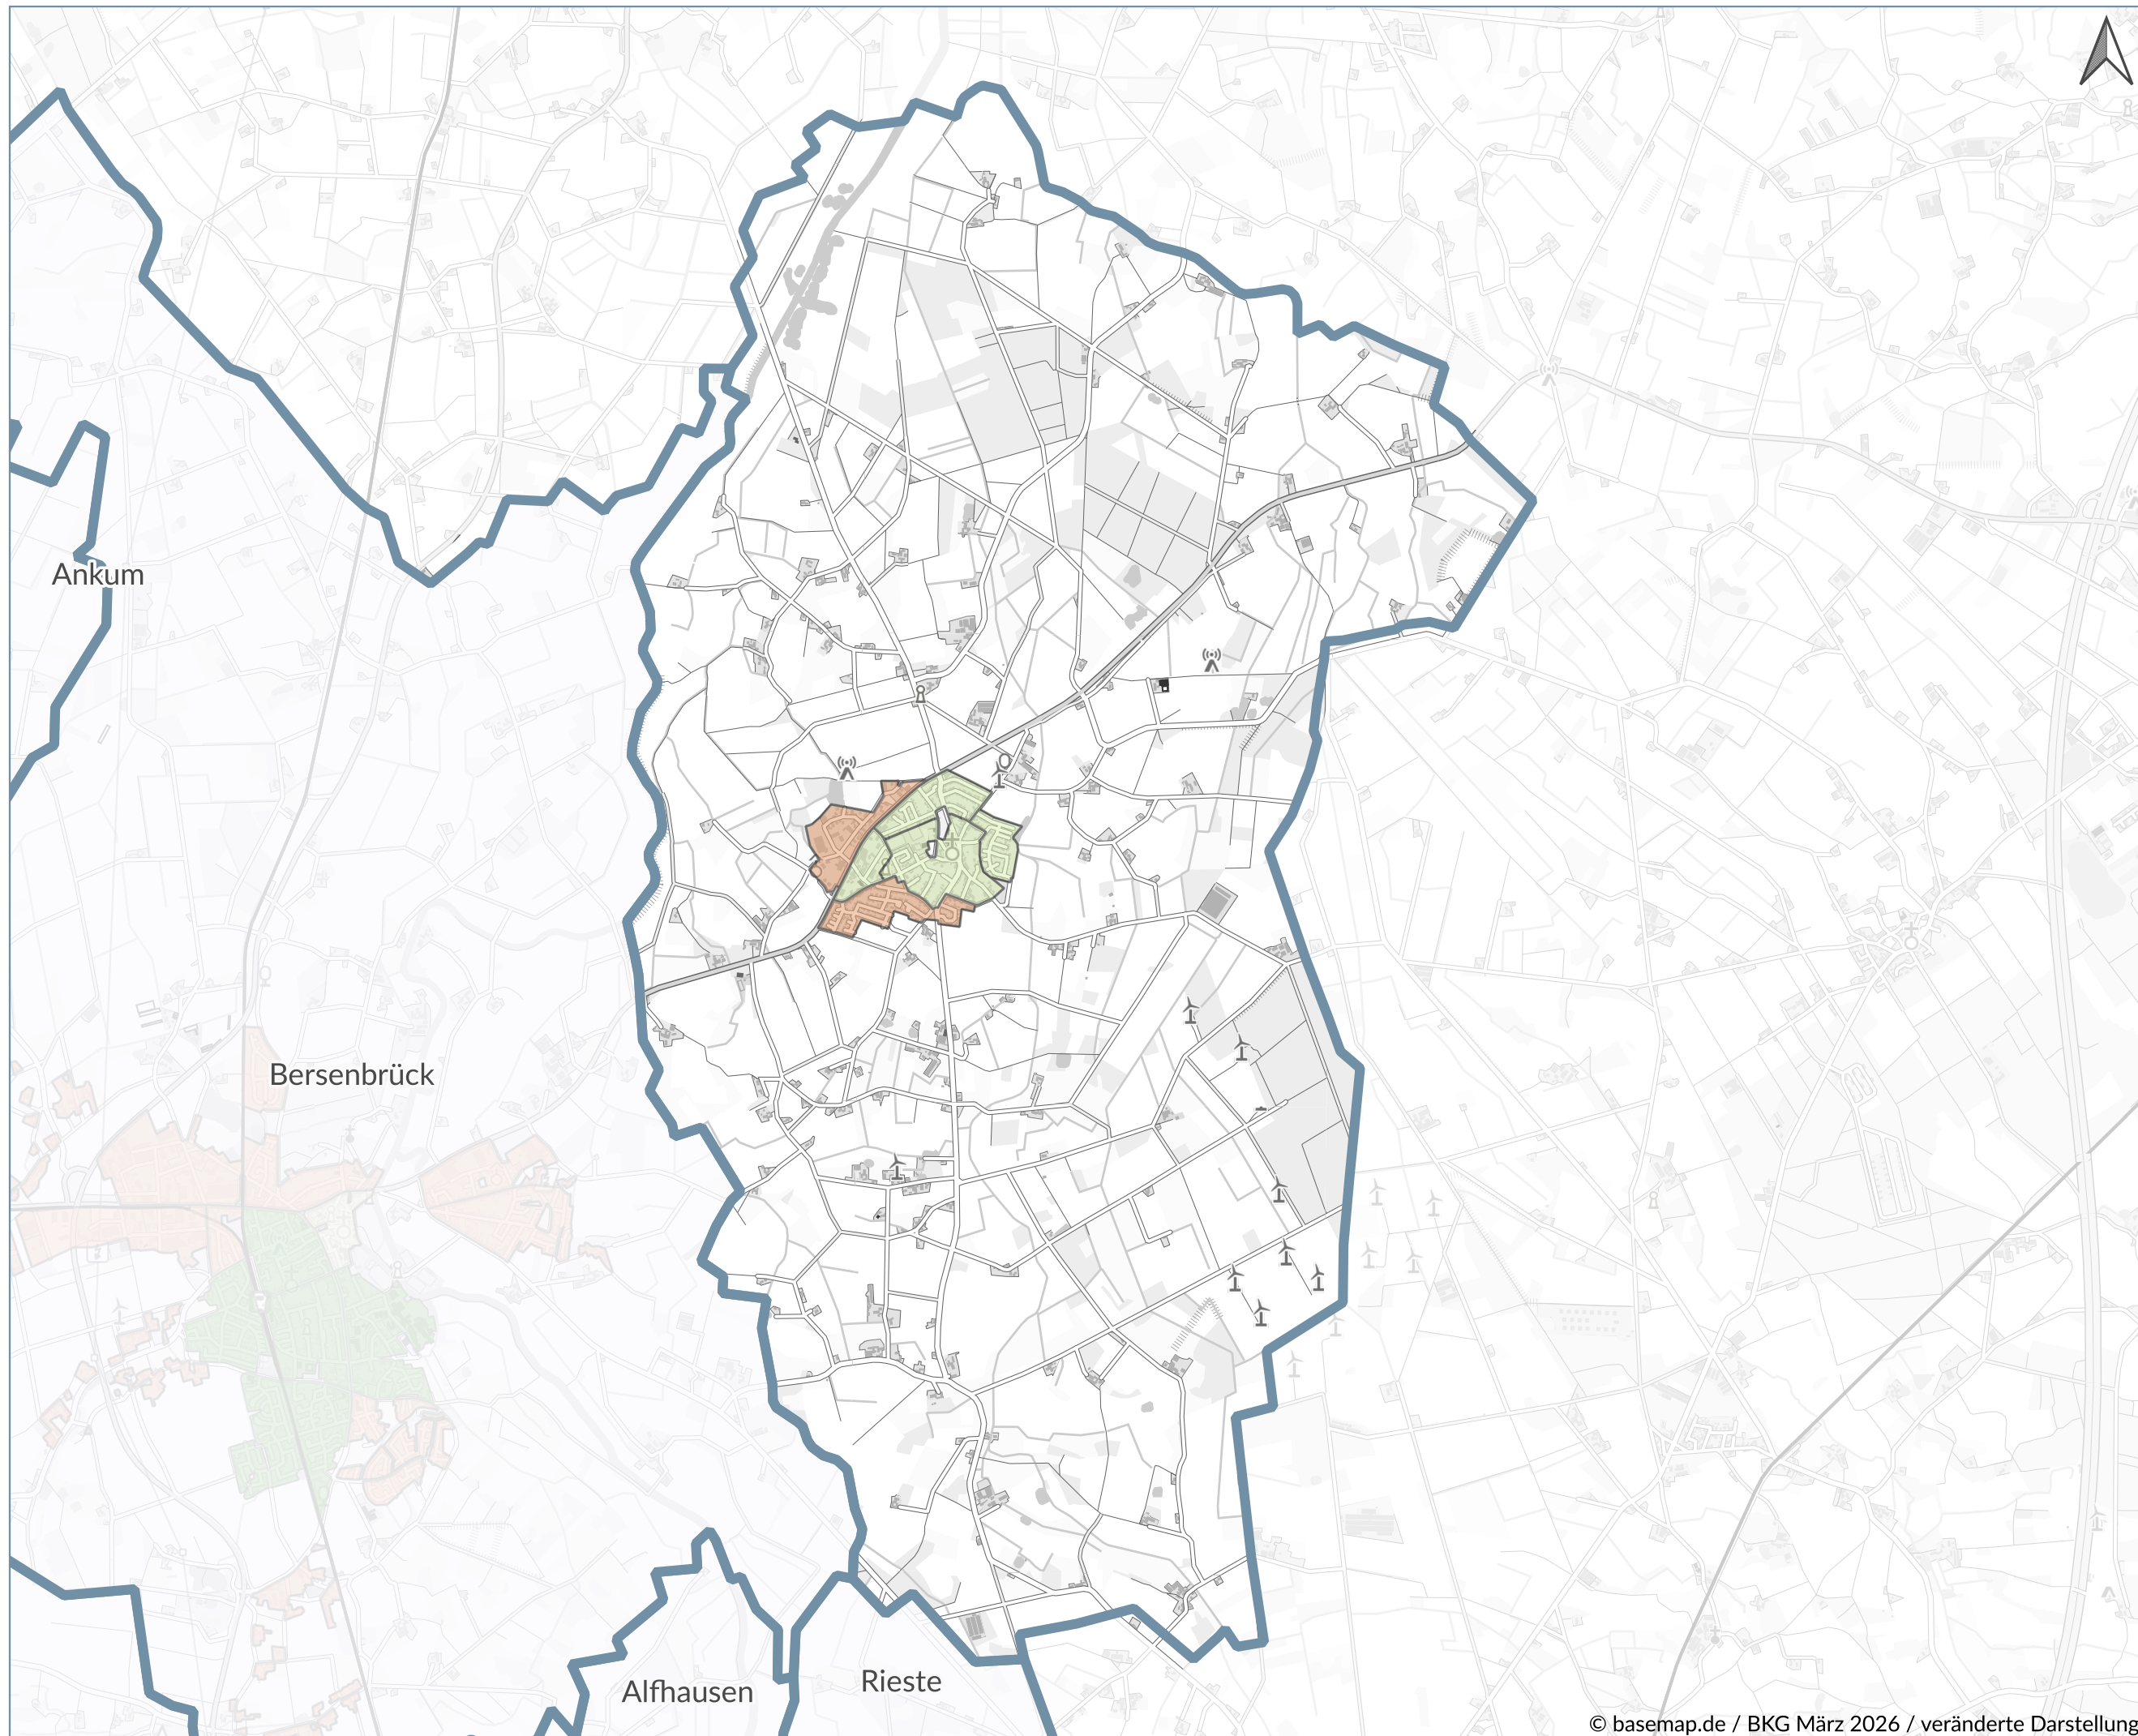 Ankum
Bersenbrück
Rieste
Alfhausen
© basemap.de / BKG März 2026 / veränderte Darstellung